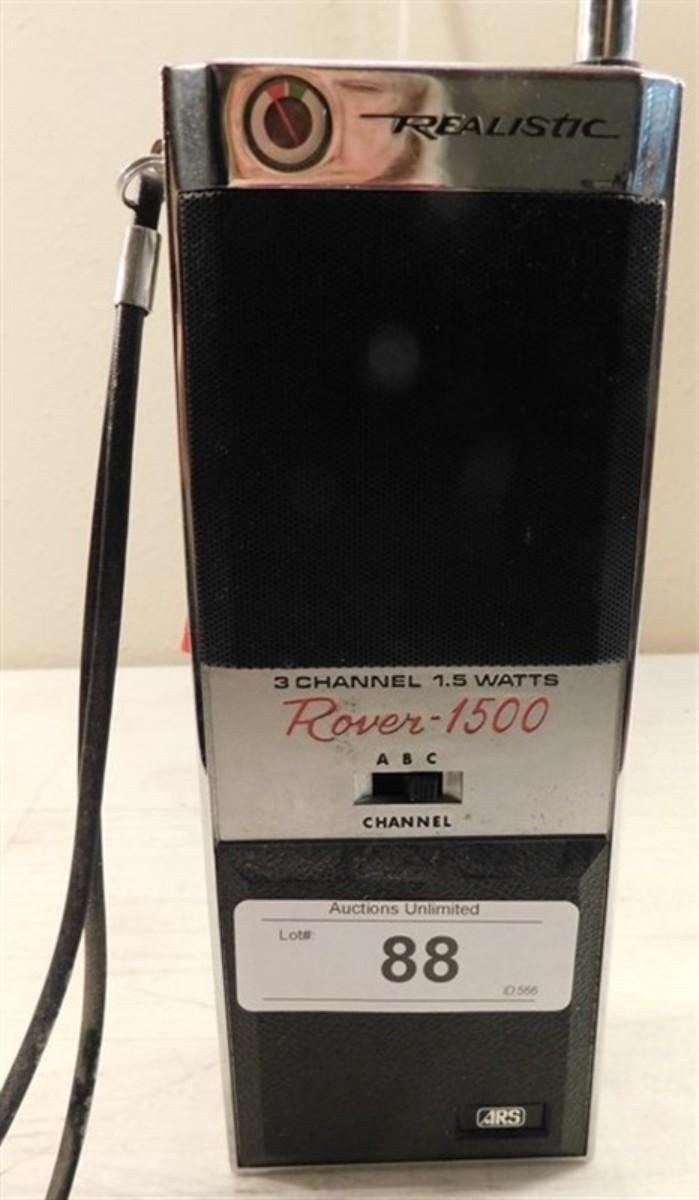 REALISTIC
3 CHANNEL 1.5 WATTS
Rover-1500
A B C
CHANNEL
Auctions Unlimited
Lot#:
88
ID:566
ARS